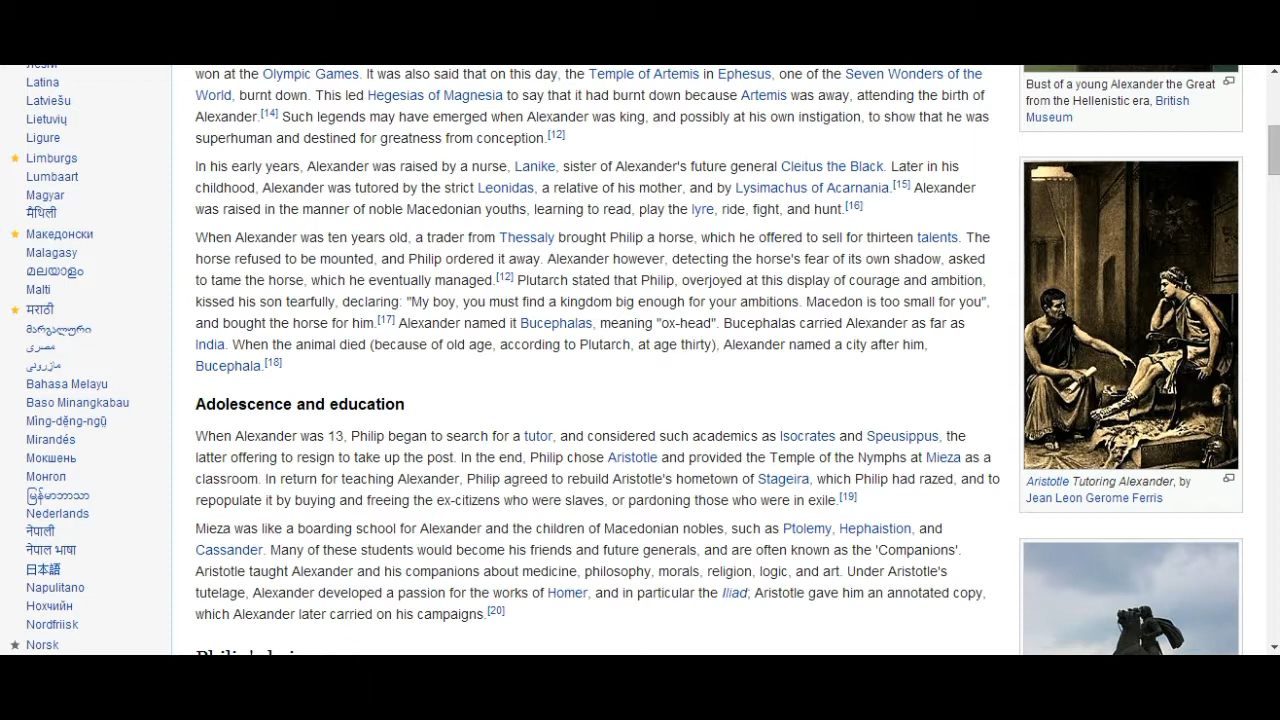 Latina
Latviešu
Lietuvių
Ligure
Limburgs
Lumbaart
Magyar
मैथिली
Македонски
Malagasy
മലയാളം
Malti
मराठी
მარგალური
مصرى
مازِرونی
Bahasa Melayu
Baso Minangkabau
Mìng-dĕ̤ng-ngṳ̄
Mirandés
Мокшень
Монгол
မြန်မာဘာသာ
Nederlands
नेपाली
नेपाल भाषा
日本語
Napulitano
Нохчийн
Nordfriisk
Norsk
won at the Olympic Games. It was also said that on this day, the Temple of Artemis in Ephesus, one of the Seven Wonders of the
World, burnt down. This led Hegesias of Magnesia to say that it had burnt down because Artemis was away, attending the birth of
Alexander.[14] Such legends may have emerged when Alexander was king, and possibly at his own instigation, to show that he was
superhuman and destined for greatness from conception.[12]
In his early years, Alexander was raised by a nurse, Lanike, sister of Alexander's future general Cleitus the Black. Later in his
childhood, Alexander was tutored by the strict Leonidas, a relative of his mother, and by Lysimachus of Acarnania.[15] Alexander
was raised in the manner of noble Macedonian youths, learning to read, play the lyre, ride, fight, and hunt.[16]
When Alexander was ten years old, a trader from Thessaly brought Philip a horse, which he offered to sell for thirteen talents. The
horse refused to be mounted, and Philip ordered it away. Alexander however, detecting the horse's fear of its own shadow, asked
to tame the horse, which he eventually managed.[12] Plutarch stated that Philip, overjoyed at this display of courage and ambition,
kissed his son tearfully, declaring: "My boy, you must find a kingdom big enough for your ambitions. Macedon is too small for you",
and bought the horse for him.[17] Alexander named it Bucephalas, meaning "ox-head". Bucephalas carried Alexander as far as
India. When the animal died (because of old age, according to Plutarch, at age thirty), Alexander named a city after him,
Bucephala.[18]
Adolescence and education
When Alexander was 13, Philip began to search for a tutor, and considered such academics as Isocrates and Speusippus, the
latter offering to resign to take up the post. In the end, Philip chose Aristotle and provided the Temple of the Nymphs at Mieza as a
classroom. In return for teaching Alexander, Philip agreed to rebuild Aristotle's hometown of Stageira, which Philip had razed, and to
repopulate it by buying and freeing the ex-citizens who were slaves, or pardoning those who were in exile.[19]
Mieza was like a boarding school for Alexander and the children of Macedonian nobles, such as Ptolemy, Hephaistion, and
Cassander. Many of these students would become his friends and future generals, and are often known as the 'Companions'.
Aristotle taught Alexander and his companions about medicine, philosophy, morals, religion, logic, and art. Under Aristotle's
tutelage, Alexander developed a passion for the works of Homer, and in particular the Iliad; Aristotle gave him an annotated copy,
which Alexander later carried on his campaigns.[20]
Bust of a young Alexander the Great
from the Hellenistic era, British
Museum
Aristotle Tutoring Alexander, by
Jean Leon Gerome Ferris